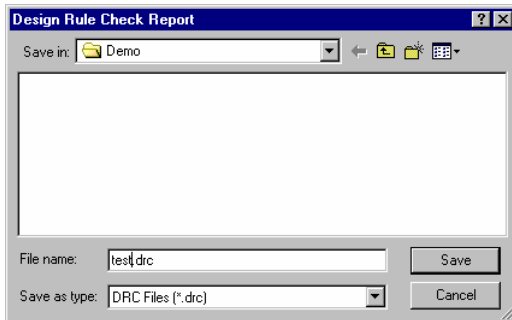 Design Rule Check Report
Save in: Demo
File name: test.drc Save
Save as type: DRC Files (*.drc) Cancel